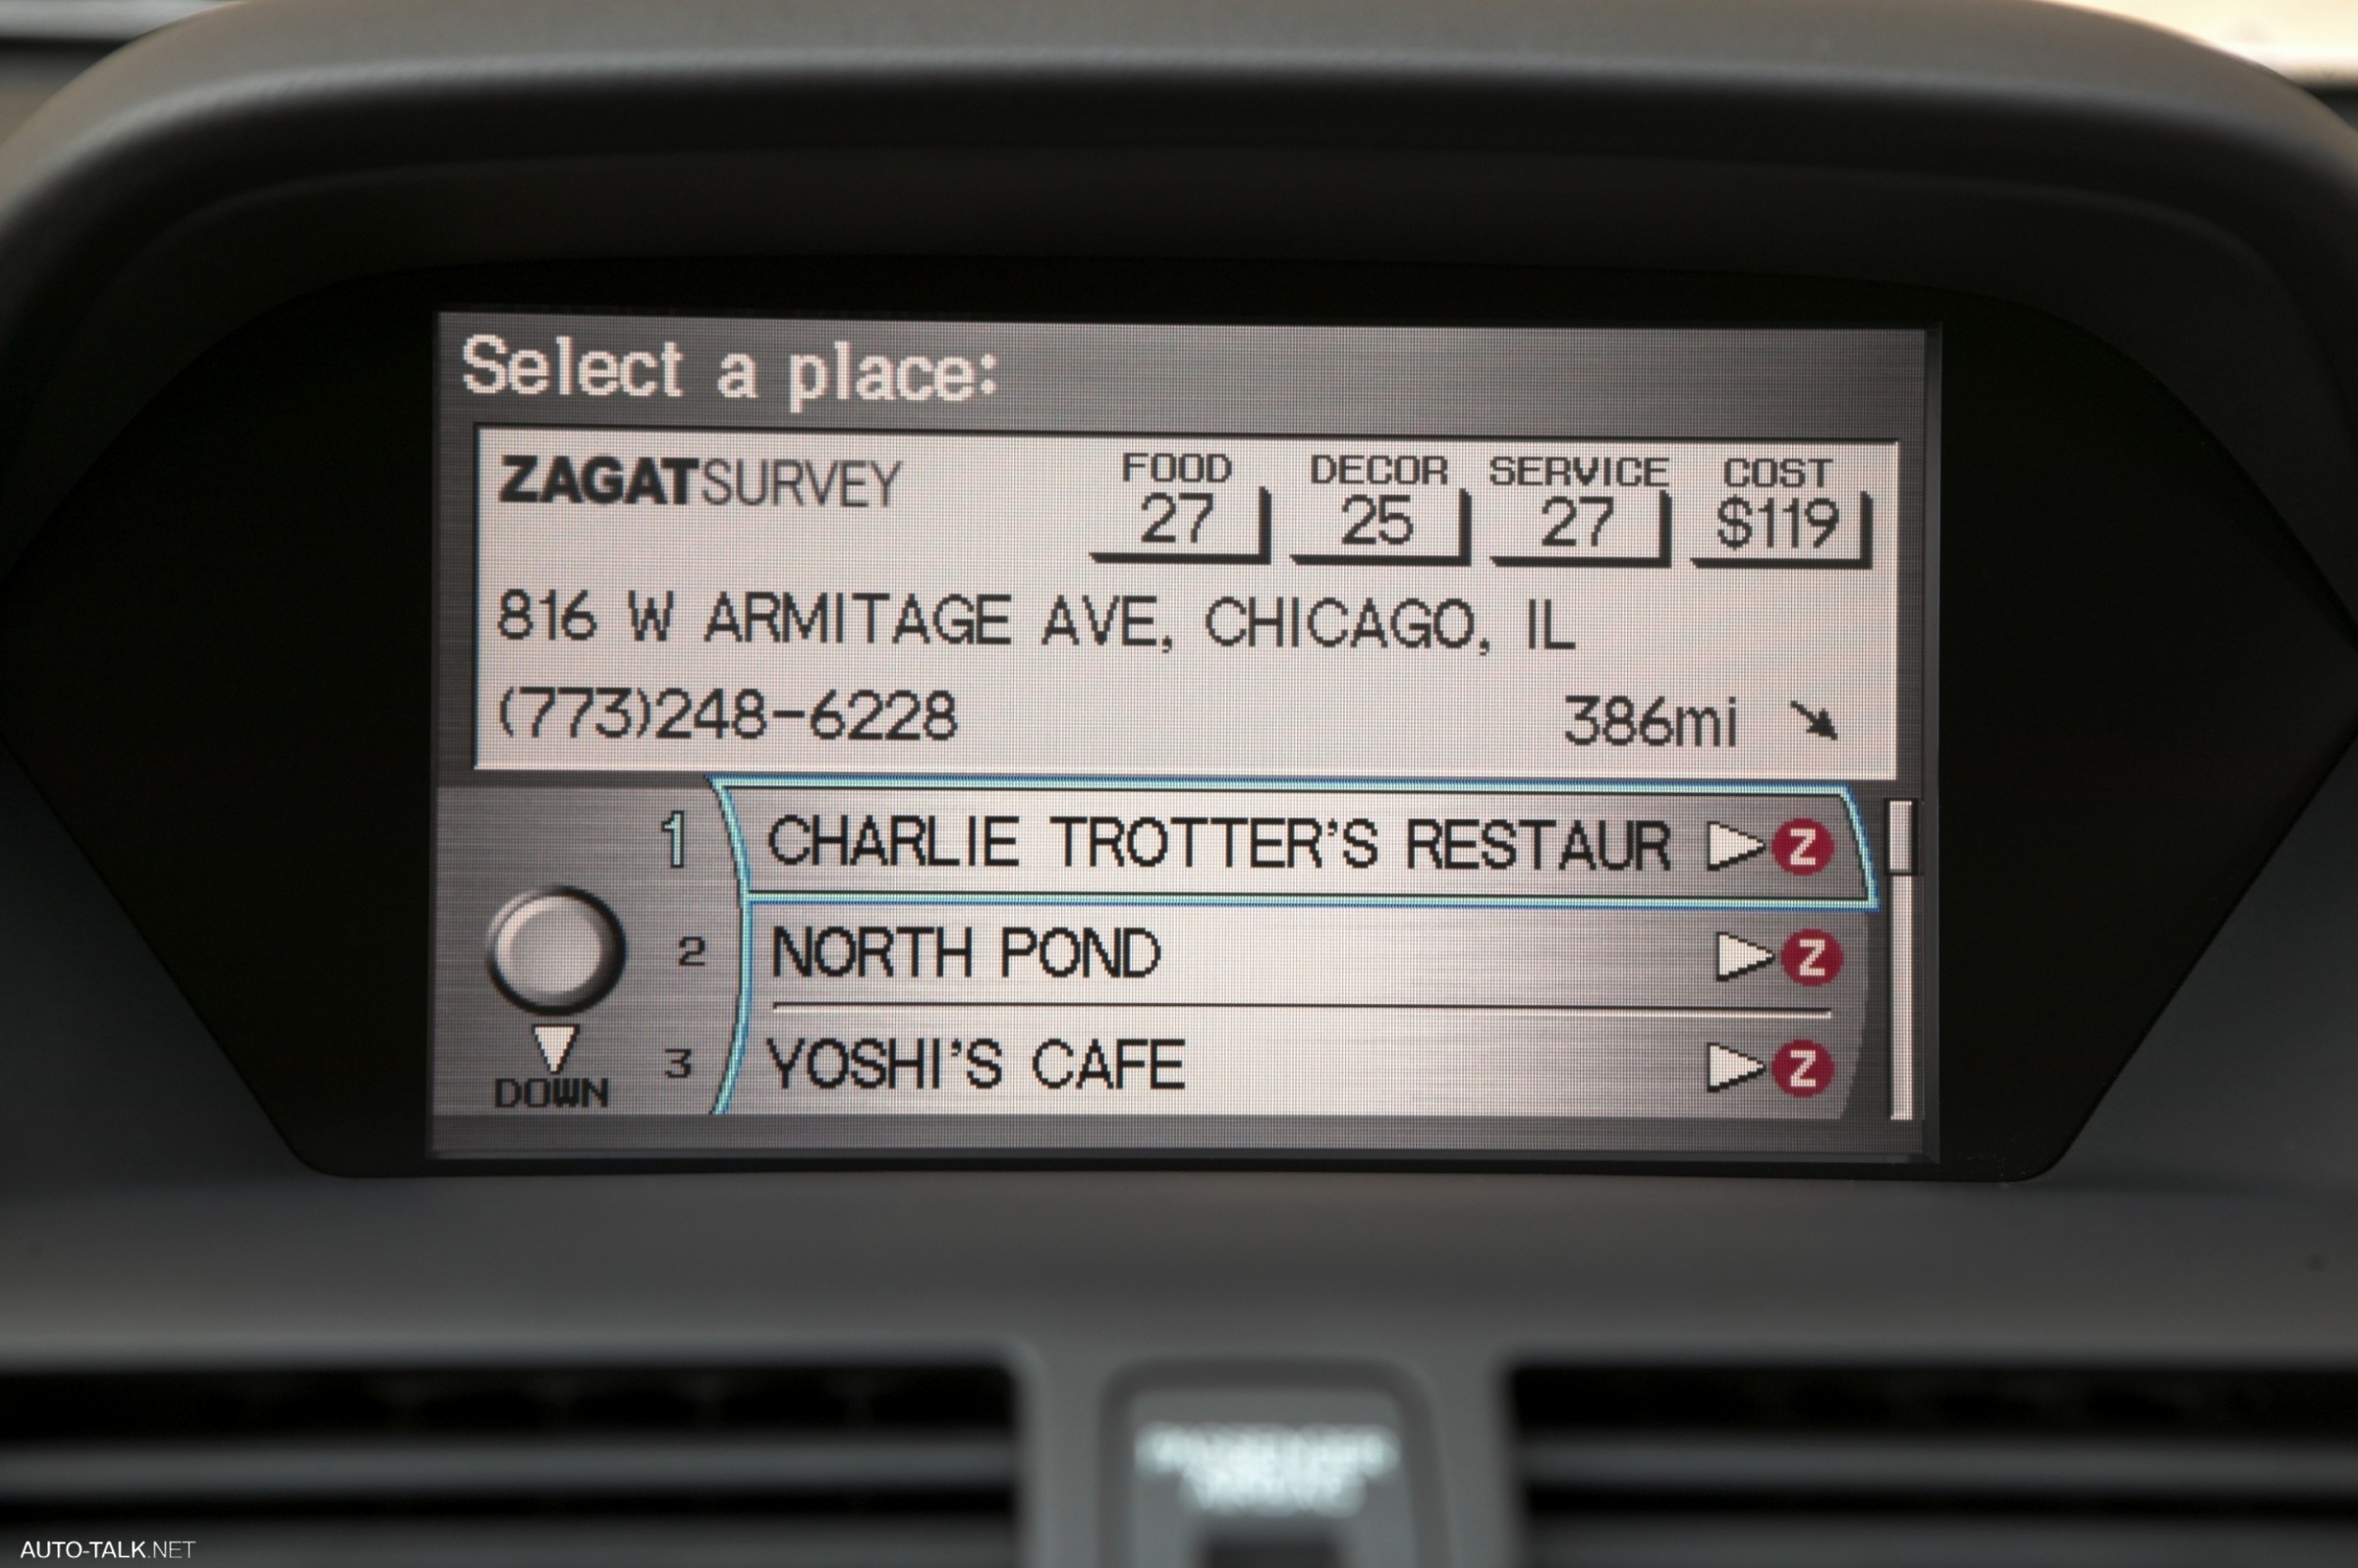 Select a place:
ZAGATSURVEY
FOOD DECOR SERVICE COST
27 25 27 $119
816 W ARMITAGE AVE, CHICAGO, IL
(773)248-6228 386mi
1 CHARLIE TROTTER'S RESTAUR Z
2 NORTH POND Z
3 YOSHI'S CAFE Z
DOWN
AUTO-TALK.NET